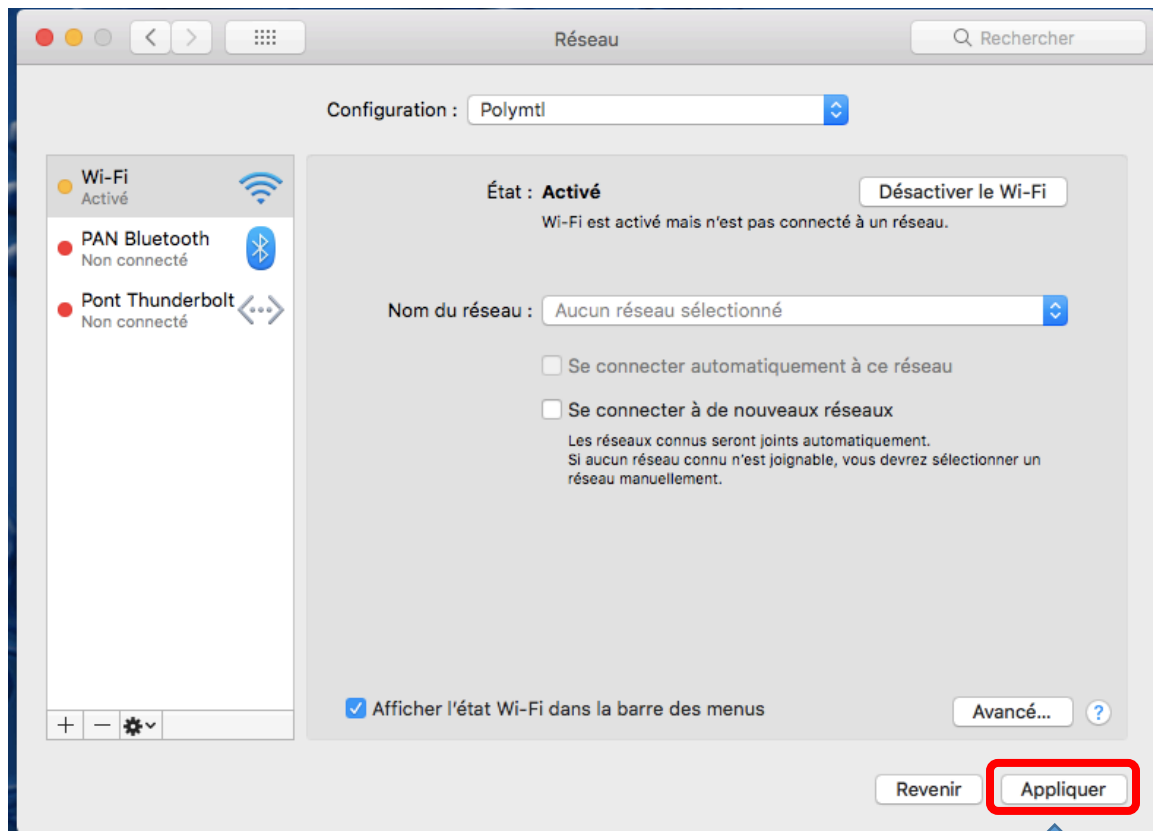 Réseau
Rechercher
Configuration : Polymtl
Wi-Fi
Activé
PAN Bluetooth
Non connecté
Pont Thunderbolt
Non connecté
État : Activé
Désactiver le Wi-Fi
Wi-Fi est activé mais n'est pas connecté à un réseau.
Nom du réseau : Aucun réseau sélectionné
Se connecter automatiquement à ce réseau
Se connecter à de nouveaux réseaux
Les réseaux connus seront joints automatiquement.
Si aucun réseau connu n'est joignable, vous devrez sélectionner un
réseau manuellement.
Afficher l'état Wi-Fi dans la barre des menus
Avancé... ?
Revenir Appliquer